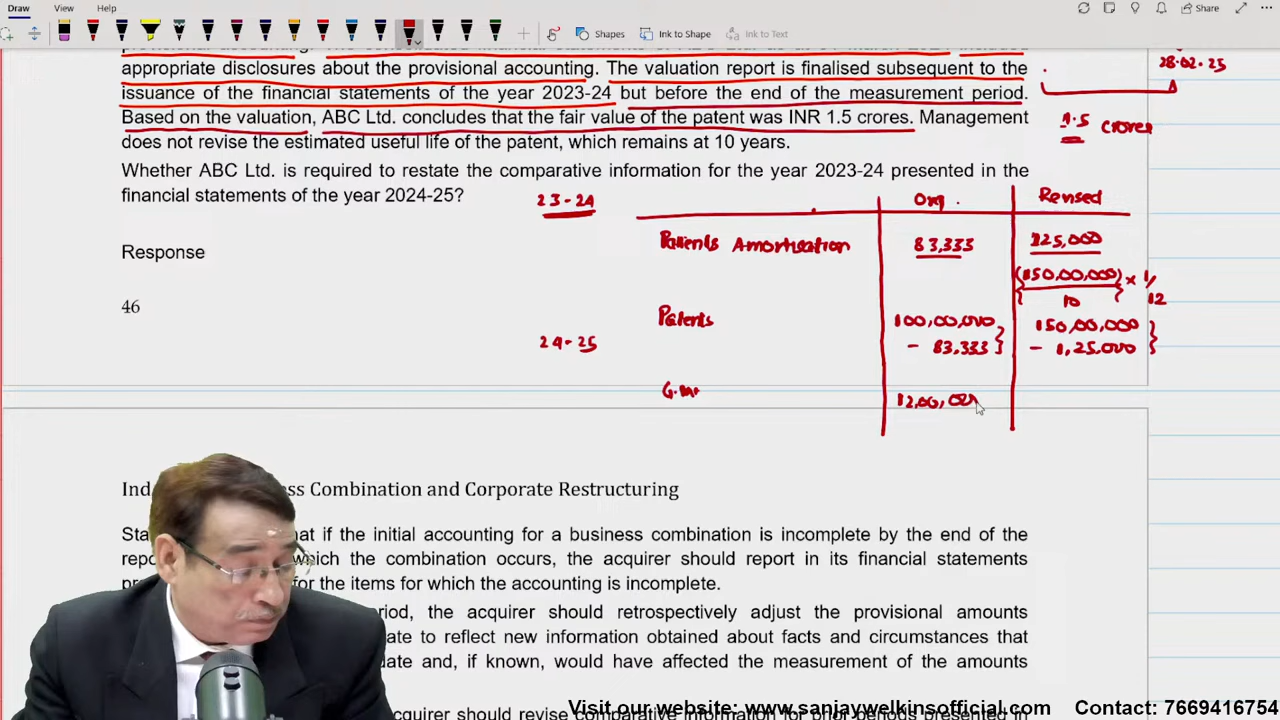 Draw View Help
Share
Shapes
Ink to Shape
Ink to Text
appropriate disclosures about the provisional accounting. The valuation report is finalised subsequent to the
issuance of the financial statements of the year 2023-24 but before the end of the measurement period.
Based on the valuation, ABC Ltd. concludes that the fair value of the patent was INR 1.5 crores. Management
does not revise the estimated useful life of the patent, which remains at 10 years.
Whether ABC Ltd. is required to restate the comparative information for the year 2023-24 presented in the
financial statements of the year 2024-25?
28.02.25
1.5 crores
23-24
Org. Revised
Patents Amortisation 83,333 125,000
(150,00,000) x 1/12
10
Patents 100,00,000 150,00,000
24-25 - 83,333 - 1,25,000
G.W. 12,00,00
Response
46
Combination and Corporate Restructuring
hat if the initial accounting for a business combination is incomplete by the end of the
which the combination occurs, the acquirer should report in its financial statements
for the items for which the accounting is incomplete.
the acquirer should retrospectively adjust the provisional amounts
to reflect new information obtained about facts and circumstances that
date and, if known, would have affected the measurement of the amounts
acquirer should revise comparative information for prior periods presented in
Visit our website: www.sanjaywelkinsofficial.com Contact: 7669416754